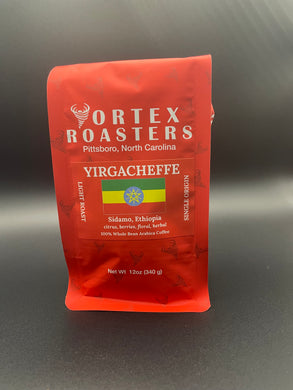 VORTEX
ROASTERS
Pittsboro, North Carolina
YIRGACHEFFE
LIGHT ROAST
SINGLE ORIGIN
Sidamo, Ethiopia
citrus, berries, floral, herbal
100% Whole Bean Arabica Coffee
Net Wt. 12oz (340 g)